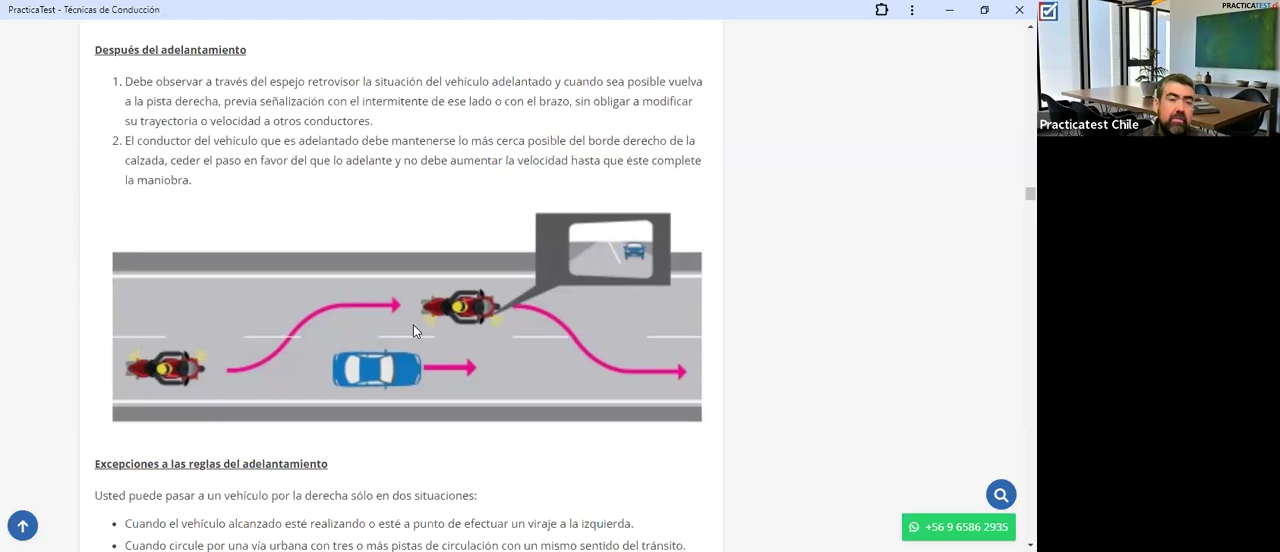 PracticaTest - Técnicas de Conducción
PRACTICATEST.cl
Después del adelantamiento
1. Debe observar a través del espejo retrovisor la situación del vehículo adelantado y cuando sea posible vuelva
a la pista derecha, previa señalización con el intermitente de ese lado o con el brazo, sin obligar a modificar
su trayectoria o velocidad a otros conductores.
2. El conductor del vehículo que es adelantado debe mantenerse lo más cerca posible del borde derecho de la
calzada, ceder el paso en favor del que lo adelante y no debe aumentar la velocidad hasta que éste complete
la maniobra.
Practicatest Chile
Excepciones a las reglas del adelantamiento
Usted puede pasar a un vehículo por la derecha sólo en dos situaciones:
• Cuando el vehículo alcanzado esté realizando o esté a punto de efectuar un viraje a la izquierda.
• Cuando circule por una vía urbana con tres o más pistas de circulación con un mismo sentido del tránsito.
+56 9 6586 2935